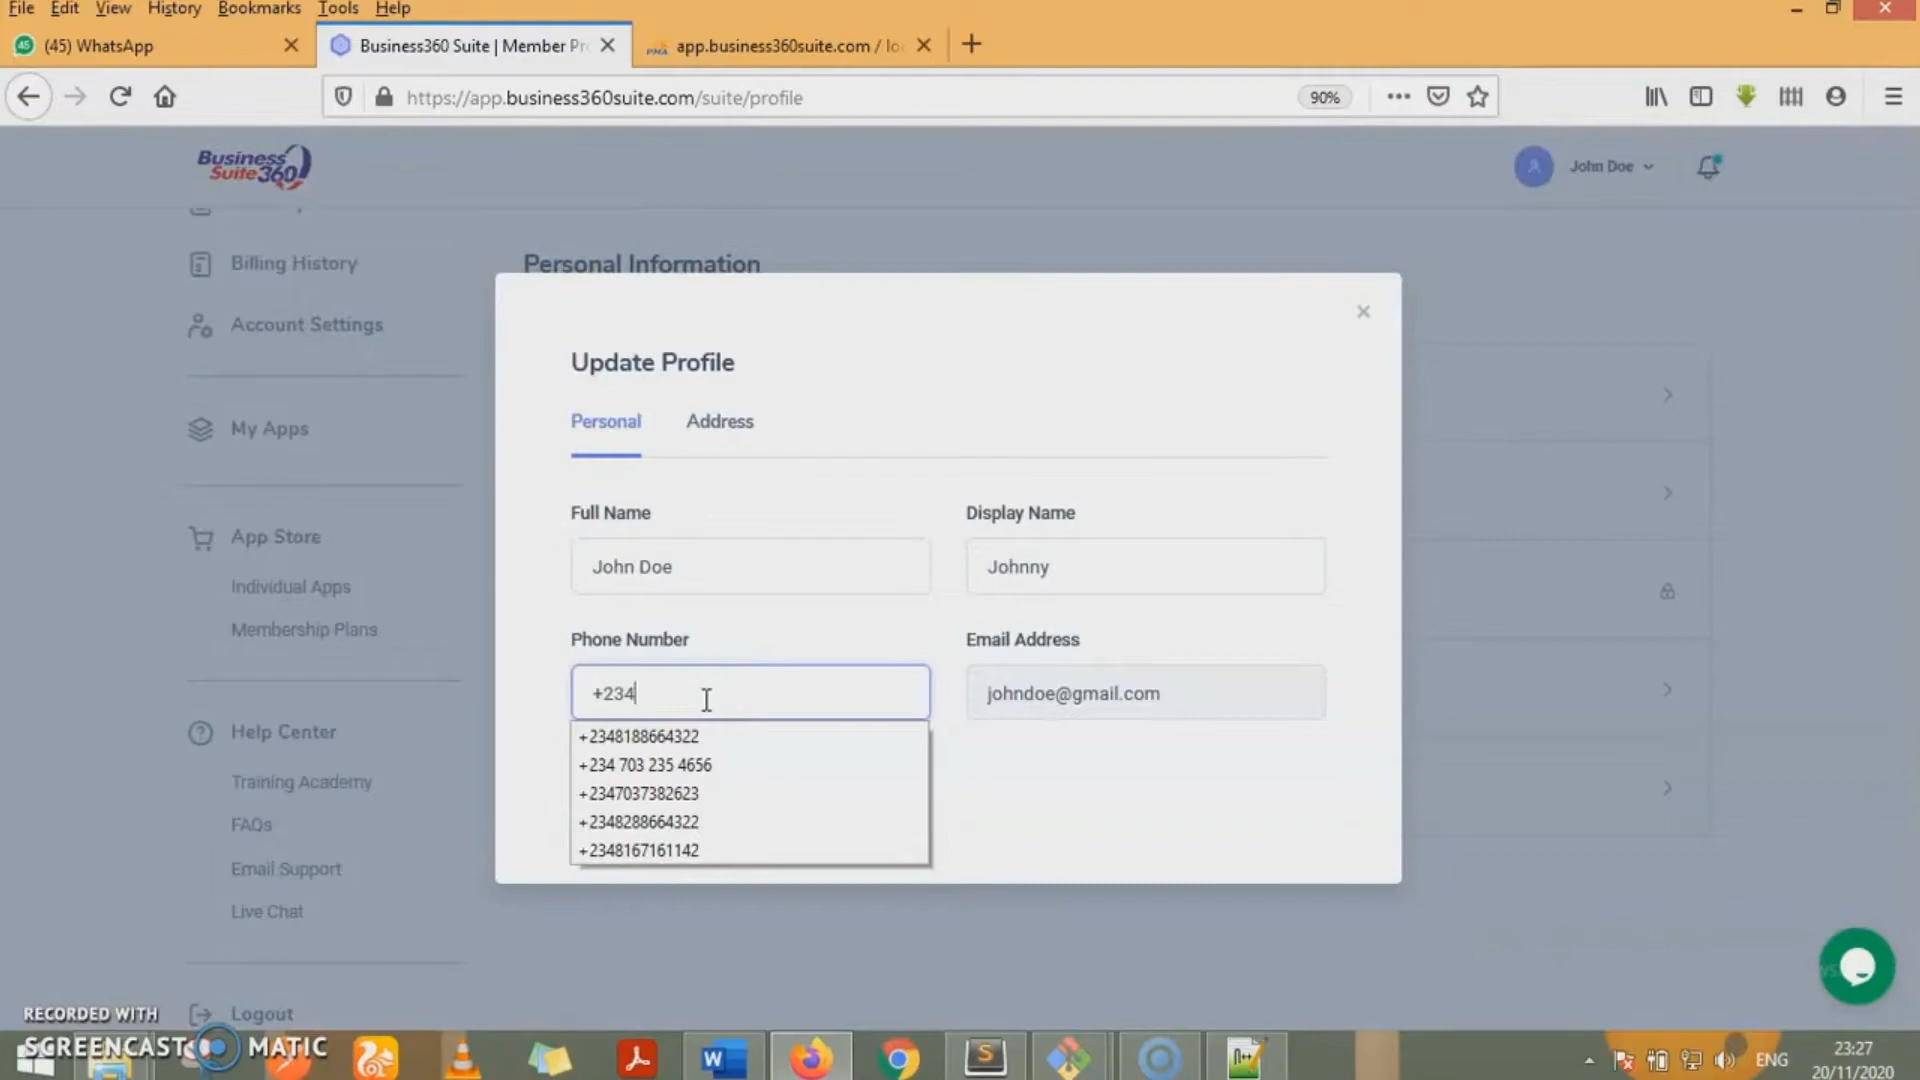 File Edit View History Bookmarks Tools Help
(45) WhatsApp
Business360 Suite | Member Pr
PMA app.business360suite.com / lo
https://app.business360suite.com/suite/profile
90%
Business
Suite360
John Doe
Billing History
Account Settings
My Apps
App Store
Individual Apps
Membership Plans
Help Center
Training Academy
FAQs
Email Support
Live Chat
Logout
Personal Information
Update Profile
Personal Address
Full Name
John Doe
Display Name
Johnny
Phone Number
+234
Email Address
johndoe@gmail.com
+2348188664322
+234 703 235 4656
+2347037382623
+2348288664322
+2348167161142
RECORDED WITH
SCREENCAST MATIC
ENG
23:27
20/11/2020